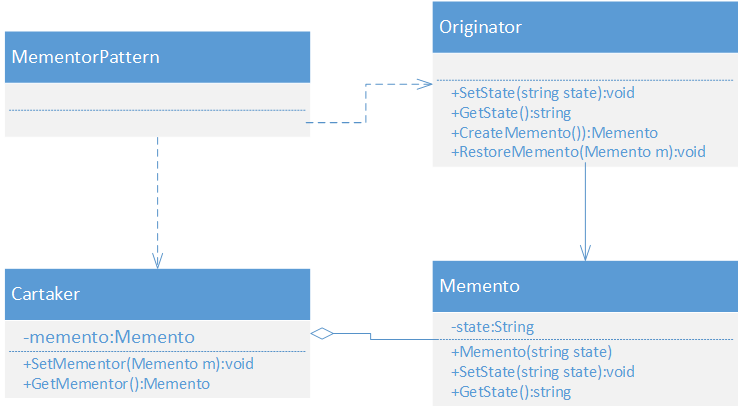 MementorPattern
Originator
+SetState(string state):void
+GetState():string
+CreateMemento()):Memento
+RestoreMemento(Memento m):void
Cartaker
-memento:Memento
+SetMementor(Memento m):void
+GetMementor():Memento
Memento
-state:String
+Memento(string state)
+SetState(string state):void
+GetState():string